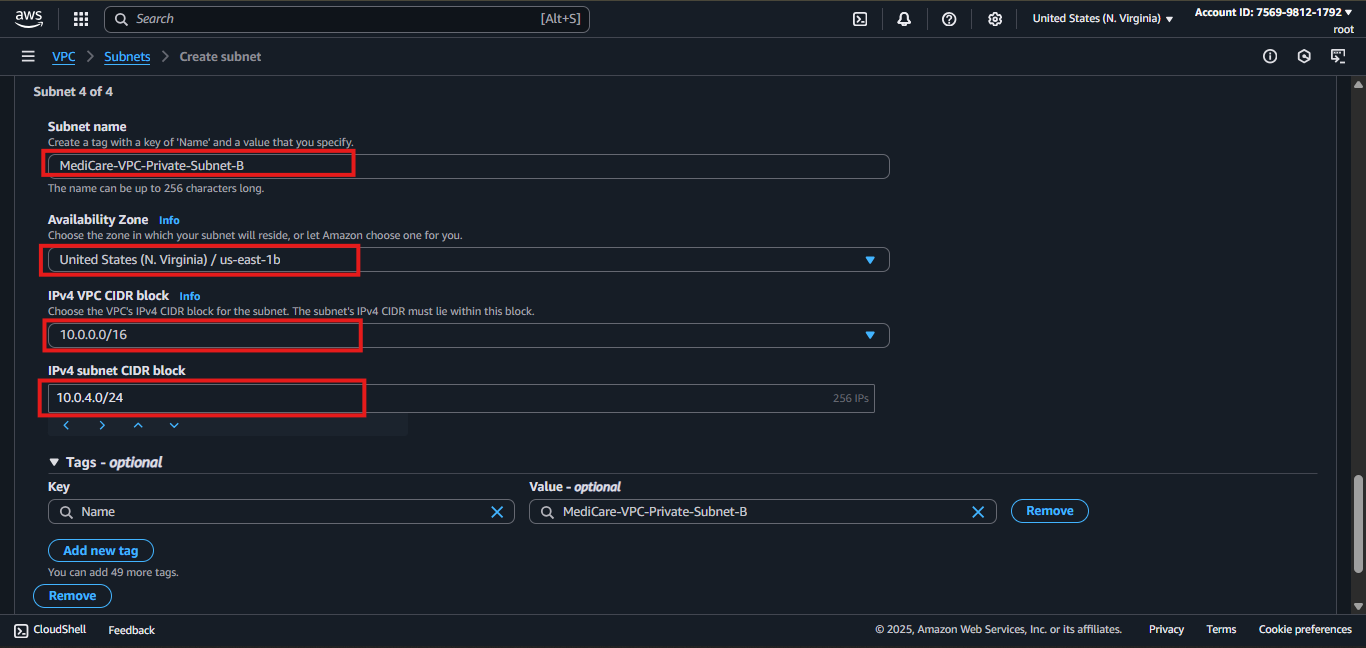 aws
Search [Alt+S]
United States (N. Virginia)
Account ID: 7569-9812-1792
root
VPC Subnets Create subnet
Subnet 4 of 4
Subnet name
Create a tag with a key of 'Name' and a value that you specify.
MediCare-VPC-Private-Subnet-B
The name can be up to 256 characters long.
Availability Zone Info
Choose the zone in which your subnet will reside, or let Amazon choose one for you.
United States (N. Virginia) / us-east-1b
IPv4 VPC CIDR block Info
Choose the VPC's IPv4 CIDR block for the subnet. The subnet's IPv4 CIDR must lie within this block.
10.0.0.0/16
IPv4 subnet CIDR block
10.0.4.0/24 256 IPs
Tags - optional
Key Value - optional
Name MediCare-VPC-Private-Subnet-B Remove
Add new tag
You can add 49 more tags.
Remove
CloudShell Feedback © 2025, Amazon Web Services, Inc. or its affiliates. Privacy Terms Cookie preferences